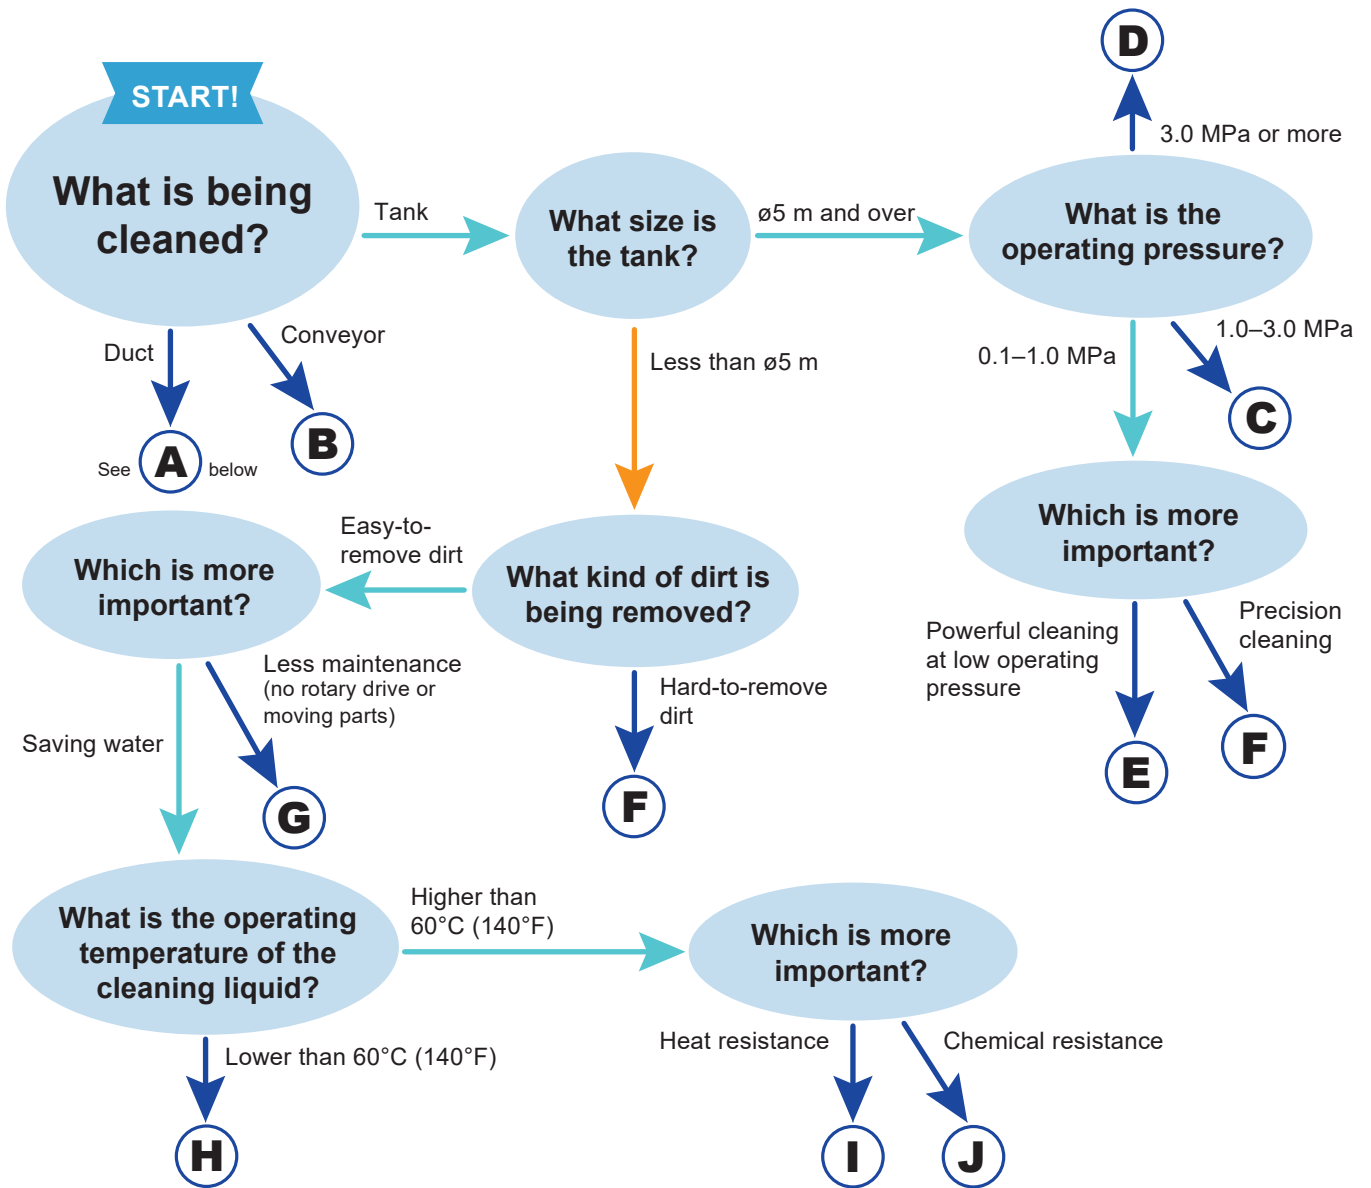 START!
What is being
cleaned?
Tank
What size is
the tank?
ø5 m and over
What is the
operating pressure?
3.0 MPa or more
D
Duct
Conveyor
Less than ø5 m
0.1–1.0 MPa
1.0–3.0 MPa
C
See A below
B
Which is more
important?
Easy-to-
remove dirt
What kind of dirt is
being removed?
Which is more
important?
Powerful cleaning
at low operating
pressure
Precision
cleaning
Less maintenance
(no rotary drive or
moving parts)
Hard-to-remove
dirt
Saving water
G
F
E
F
What is the operating
temperature of the
cleaning liquid?
Higher than
60°C (140°F)
Which is more
important?
Lower than 60°C (140°F)
Heat resistance
Chemical resistance
H
I
J